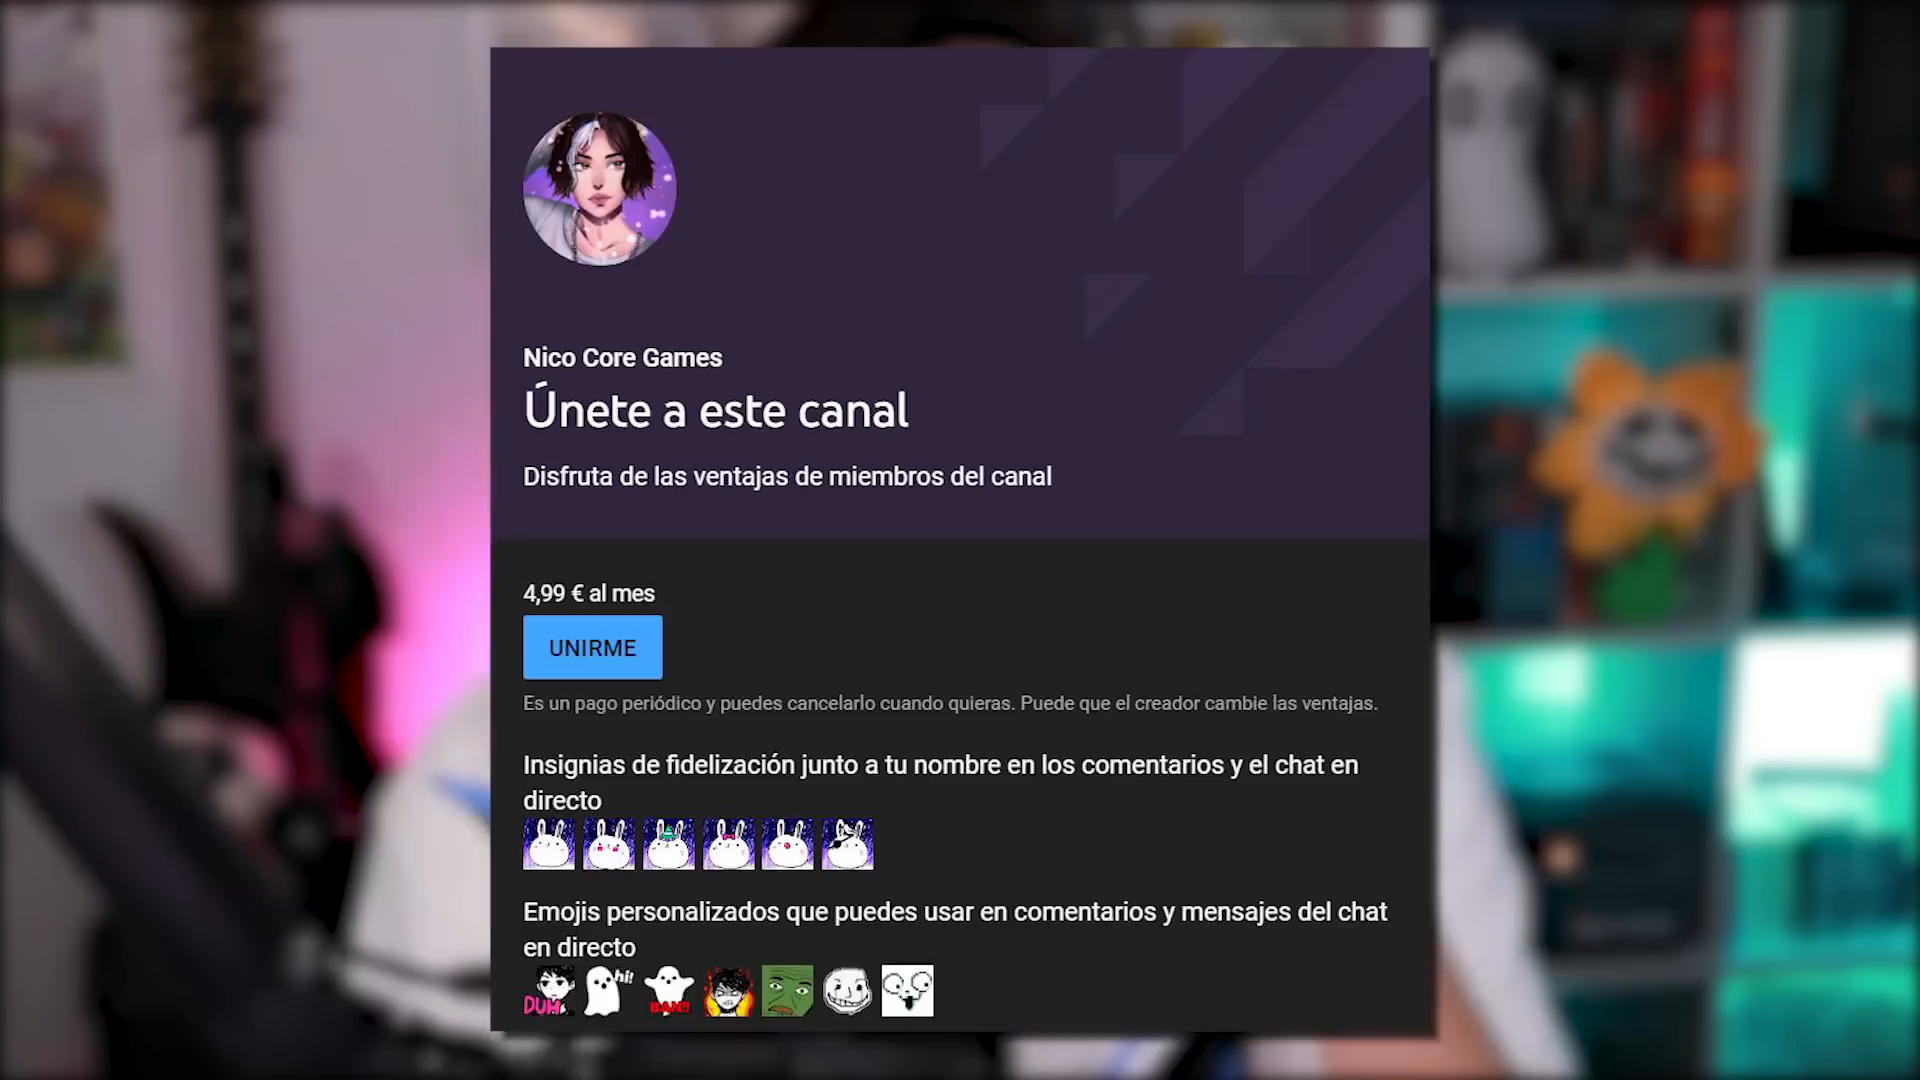 Nico Core Games
Únete a este canal
Disfruta de las ventajas de miembros del canal
4,99 € al mes
UNIRME
Es un pago periódico y puedes cancelarlo cuando quieras. Puede que el creador cambie las ventajas.
Insignias de fidelización junto a tu nombre en los comentarios y el chat en
directo
Emojis personalizados que puedes usar en comentarios y mensajes del chat
en directo
DUH hi! BAN!!